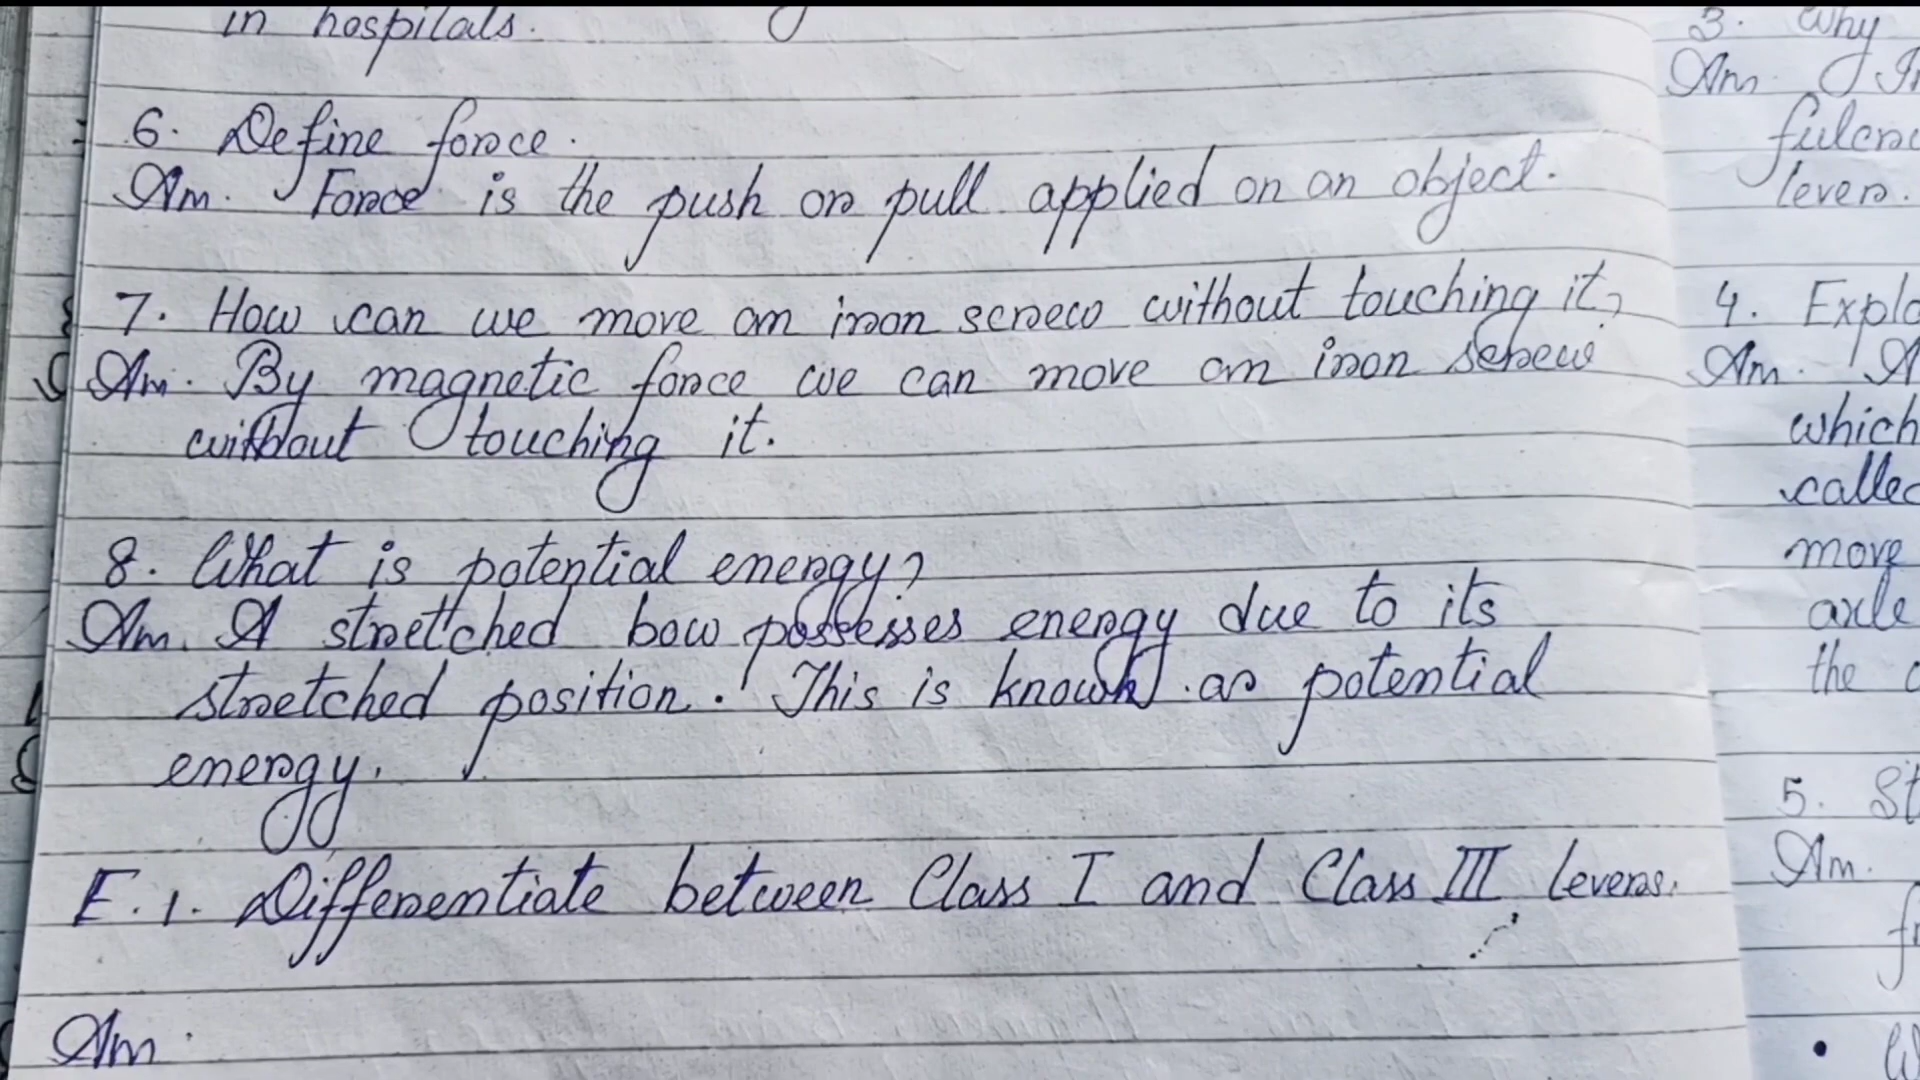 in hospitals.
6. Define force.
Ans. Force is the push or pull applied on an object.
7. How can we move an iron screw without touching it?
Ans. By magnetic force we can move an iron screw
without touching it.
8. What is potential energy?
Ans. A stretched bow possesses energy due to its
stretched position. This is known as potential
energy.
E. 1. Differentiate between Class I and Class III levers.
Ans.
3. Why
Ans.
lever.
4.
Ans. A
which
move
axle
the
5.
Ans.